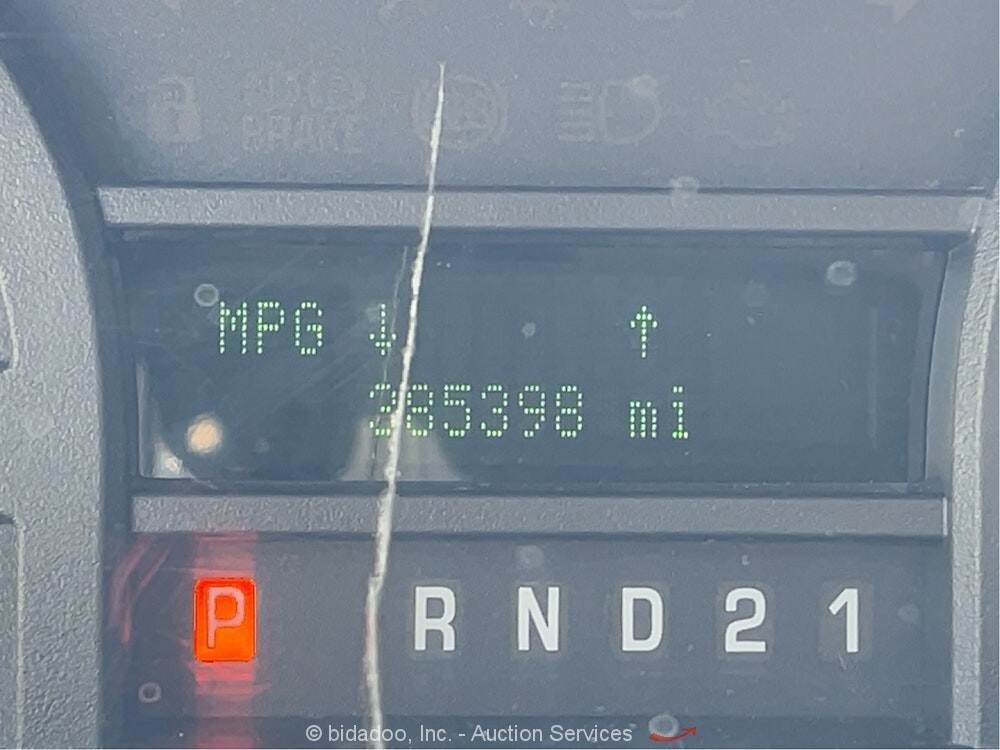 BRAKE
MPG ↓ ↑
285398 mi
P R N D 2 1
© bidadoo, Inc. - Auction Services